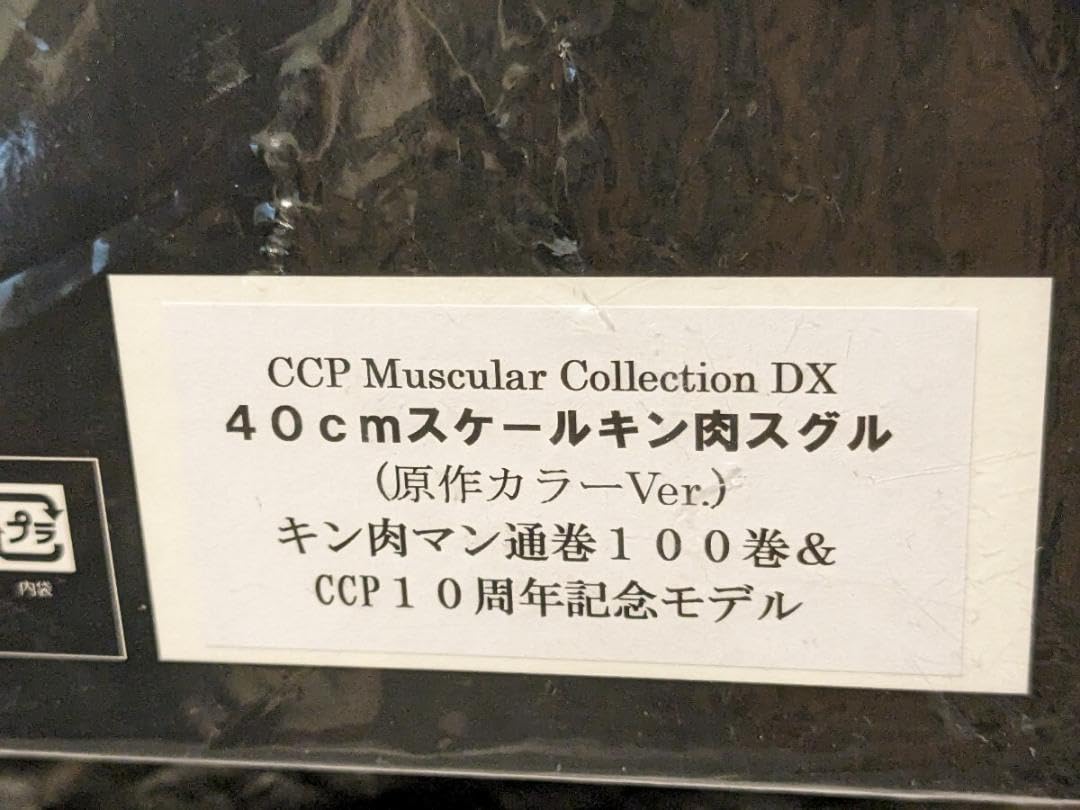 CCP Muscular Collection DX
４０ｃｍスケールキン肉スグル
(原作カラーVer.)
キン肉マン通巻１００巻＆
CCP１０周年記念モデル
プラ
内袋